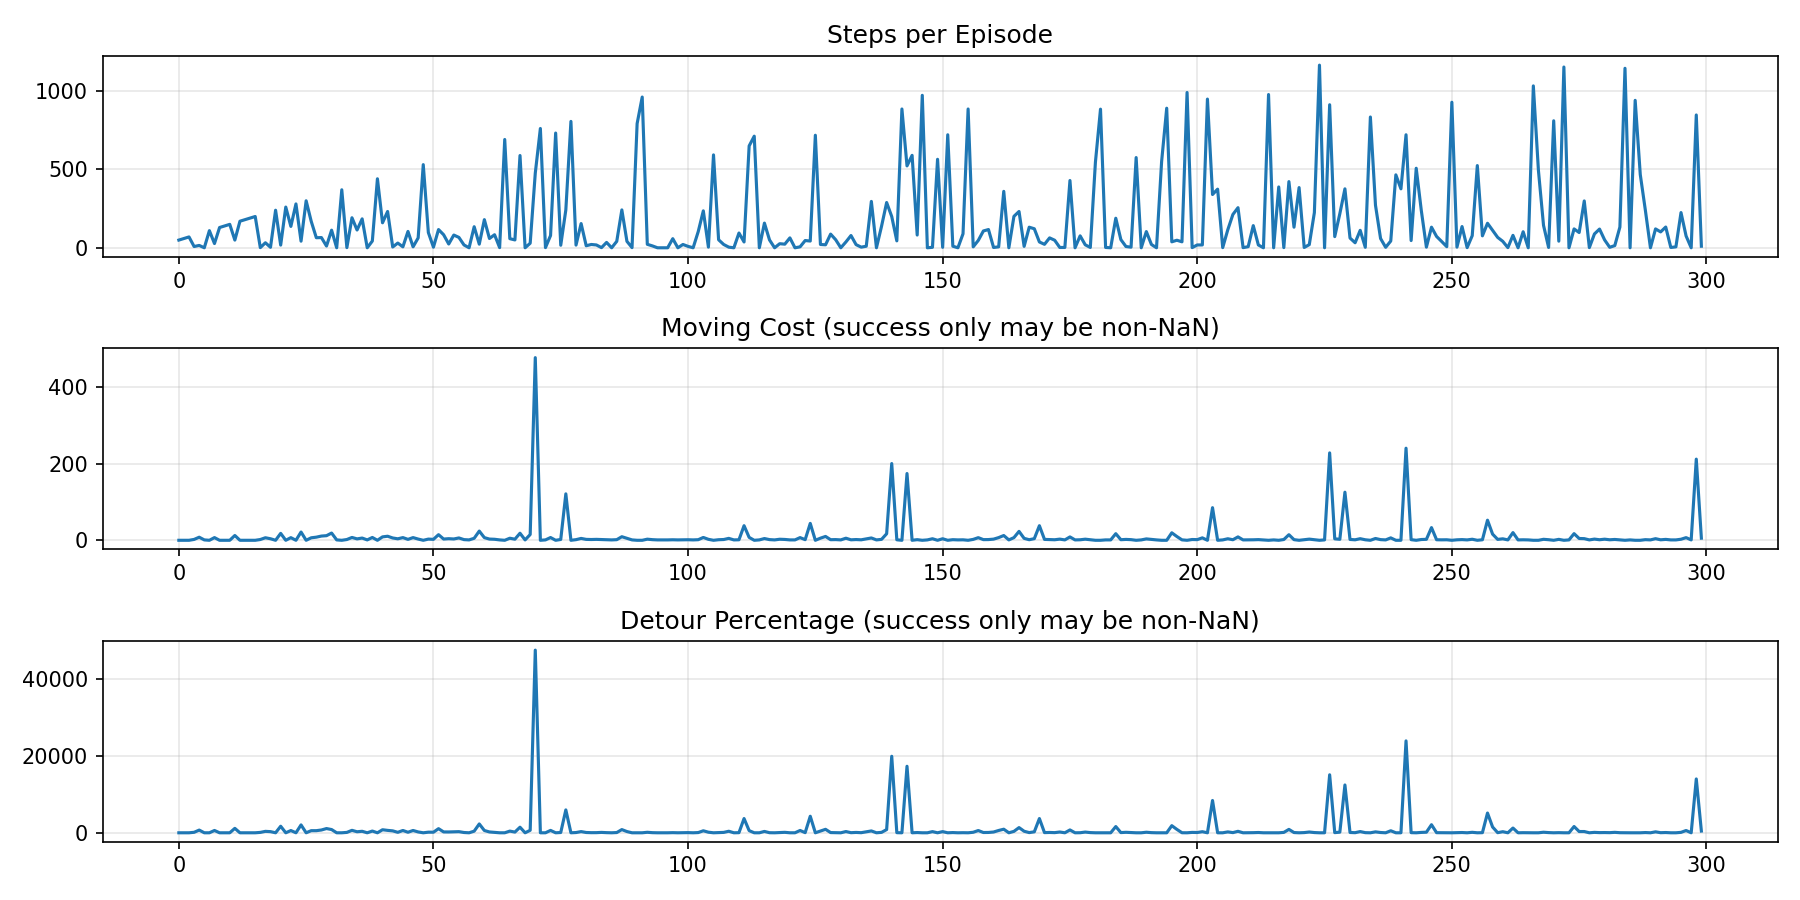 Steps per Episode
1000
500
0
0 50 100 150 200 250 300
Moving Cost (success only may be non-NaN)
400
200
0
0 50 100 150 200 250 300
Detour Percentage (success only may be non-NaN)
40000
20000
0
0 50 100 150 200 250 300